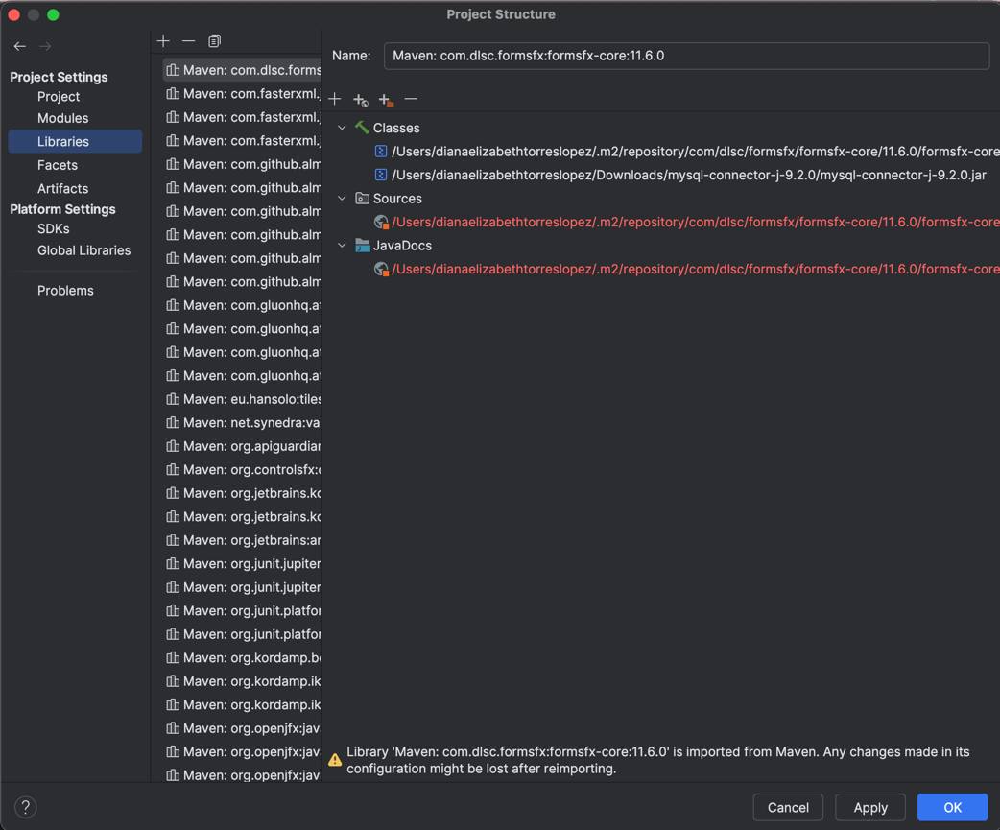 Project Structure
Project Settings
Project
Modules
Libraries
Facets
Artifacts
Platform Settings
SDKs
Global Libraries
Problems
Maven: com.dlsc.forms
Maven: com.fasterxml.j
Maven: com.fasterxml.j
Maven: com.fasterxml.j
Maven: com.github.alm
Maven: com.github.alm
Maven: com.github.alm
Maven: com.github.alm
Maven: com.github.alm
Maven: com.github.alm
Maven: com.gluonhq.at
Maven: com.gluonhq.at
Maven: com.gluonhq.at
Maven: com.gluonhq.at
Maven: eu.hansolo:tiles
Maven: net.synedra:val
Maven: org.apiguardian
Maven: org.controlsfx:c
Maven: org.jetbrains.ko
Maven: org.jetbrains.ko
Maven: org.jetbrains:an
Maven: org.junit.jupiter
Maven: org.junit.jupiter
Maven: org.junit.platfor
Maven: org.junit.platfor
Maven: org.kordamp.bo
Maven: org.kordamp.ik
Maven: org.kordamp.ik
Maven: org.openjfx:java
Maven: org.openjfx:java
Maven: org.openjfx:java
Name: Maven: com.dlsc.formsfx:formsfx-core:11.6.0
Classes
/Users/dianaelizabethtorreslopez/.m2/repository/com/dlsc/formsfx/formsfx-core/11.6.0/formsfx-core
/Users/dianaelizabethtorreslopez/Downloads/mysql-connector-j-9.2.0/mysql-connector-j-9.2.0.jar
Sources
/Users/dianaelizabethtorreslopez/.m2/repository/com/dlsc/formsfx/formsfx-core/11.6.0/formsfx-core
JavaDocs
/Users/dianaelizabethtorreslopez/.m2/repository/com/dlsc/formsfx/formsfx-core/11.6.0/formsfx-core
Library 'Maven: com.dlsc.formsfx:formsfx-core:11.6.0' is imported from Maven. Any changes made in its
configuration might be lost after reimporting.
?
Cancel
Apply
OK